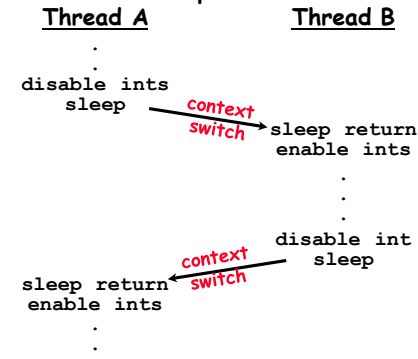 Thread A
Thread B
.
.
disable ints
sleep
context
switch
sleep return
enable ints
.
.
.
disable int
sleep
context
switch
sleep return
enable ints
.
.